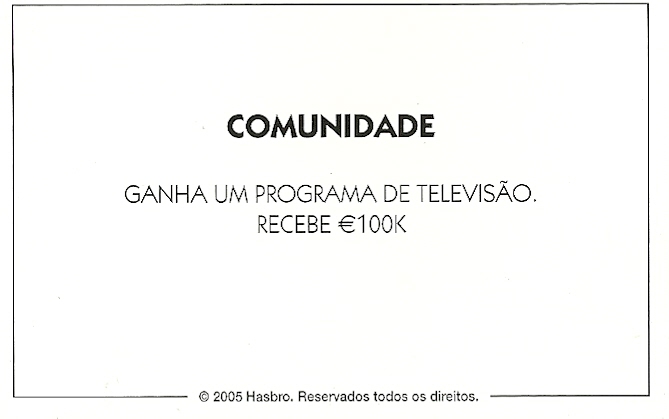 COMUNIDADE
GANHA UM PROGRAMA DE TELEVISÃO.
RECEBE €100K
© 2005 Hasbro. Reservados todos os direitos.